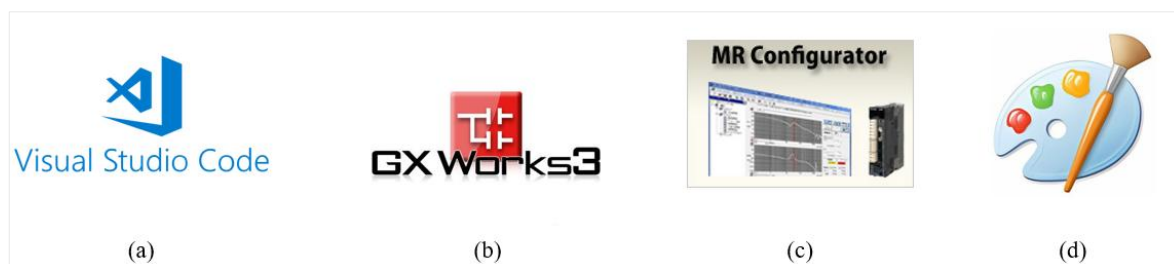 MR Configurator
Visual Studio Code
GX Works3
(a)
(b)
(c)
(d)